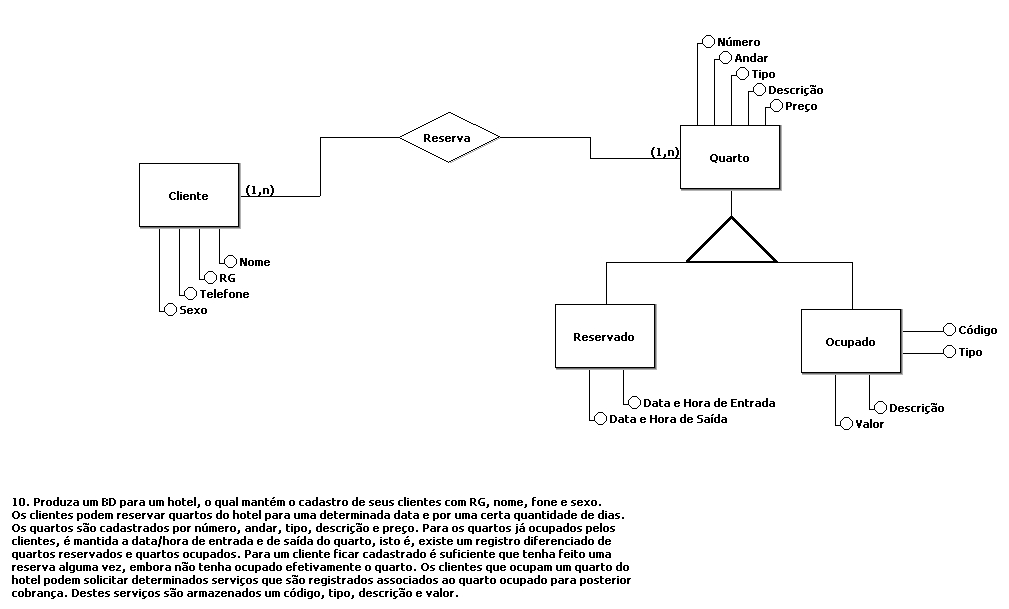 Número
Andar
Tipo
Descrição
Preço
Reserva
(1,n)
Quarto
Cliente
(1,n)
Nome
RG
Telefone
Sexo
Reservado
Ocupado
Código
Tipo
Data e Hora de Entrada
Data e Hora de Saída
Descrição
Valor
10. Produza um BD para um hotel, o qual mantém o cadastro de seus clientes com RG, nome, fone e sexo.
Os clientes podem reservar quartos do hotel para uma determinada data e por uma certa quantidade de dias.
Os quartos são cadastrados por número, andar, tipo, descrição e preço. Para os quartos já ocupados pelos
clientes, é mantida a data/hora de entrada e de saída do quarto, isto é, existe um registro diferenciado de
quartos reservados e quartos ocupados. Para um cliente ficar cadastrado é suficiente que tenha feito uma
reserva alguma vez, embora não tenha ocupado efetivamente o quarto. Os clientes que ocupam um quarto do
hotel podem solicitar determinados serviços que são registrados associados ao quarto ocupado para posterior
cobrança. Destes serviços são armazenados um código, tipo, descrição e valor.